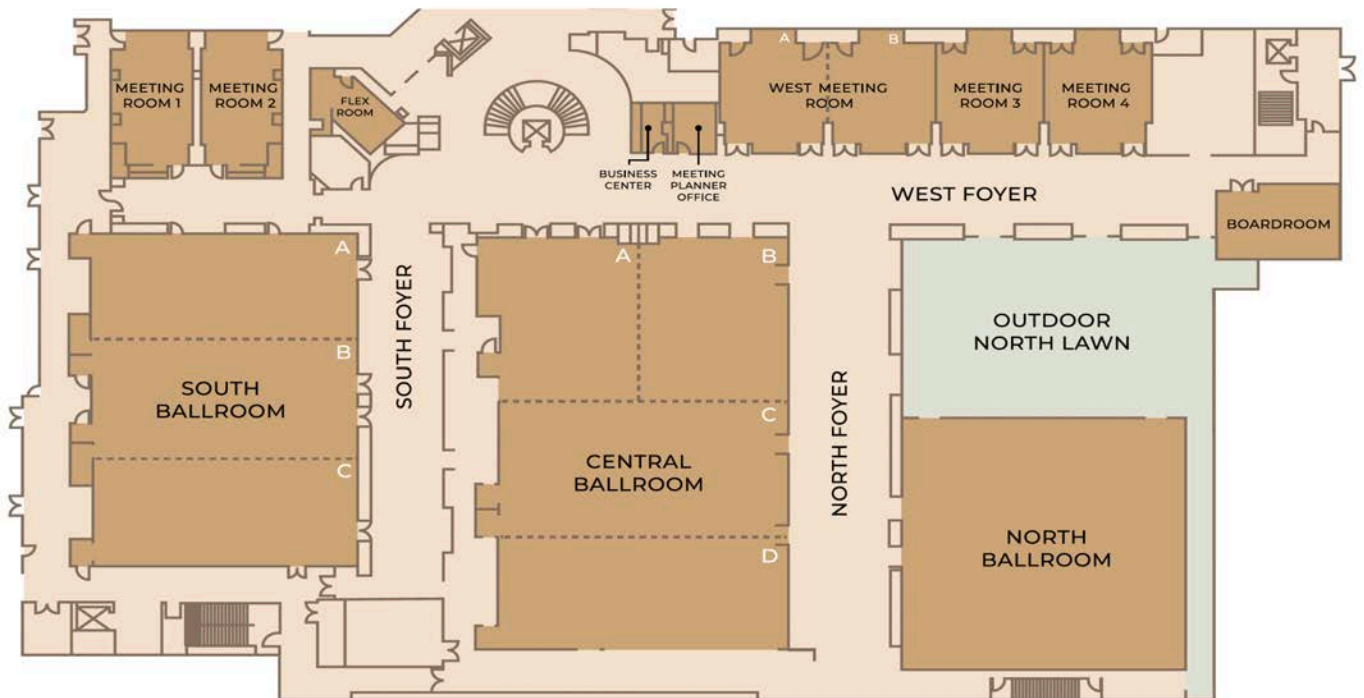 A
B
MEETING
ROOM 1
MEETING
ROOM 2
FLEX
ROOM
WEST MEETING
ROOM
MEETING
ROOM 3
MEETING
ROOM 4
BUSINESS
CENTER
MEETING
PLANNER
OFFICE
WEST FOYER
BOARDROOM
A
B
C
SOUTH
BALLROOM
SOUTH FOYER
A
B
C
D
CENTRAL
BALLROOM
NORTH FOYER
OUTDOOR
NORTH LAWN
NORTH
BALLROOM